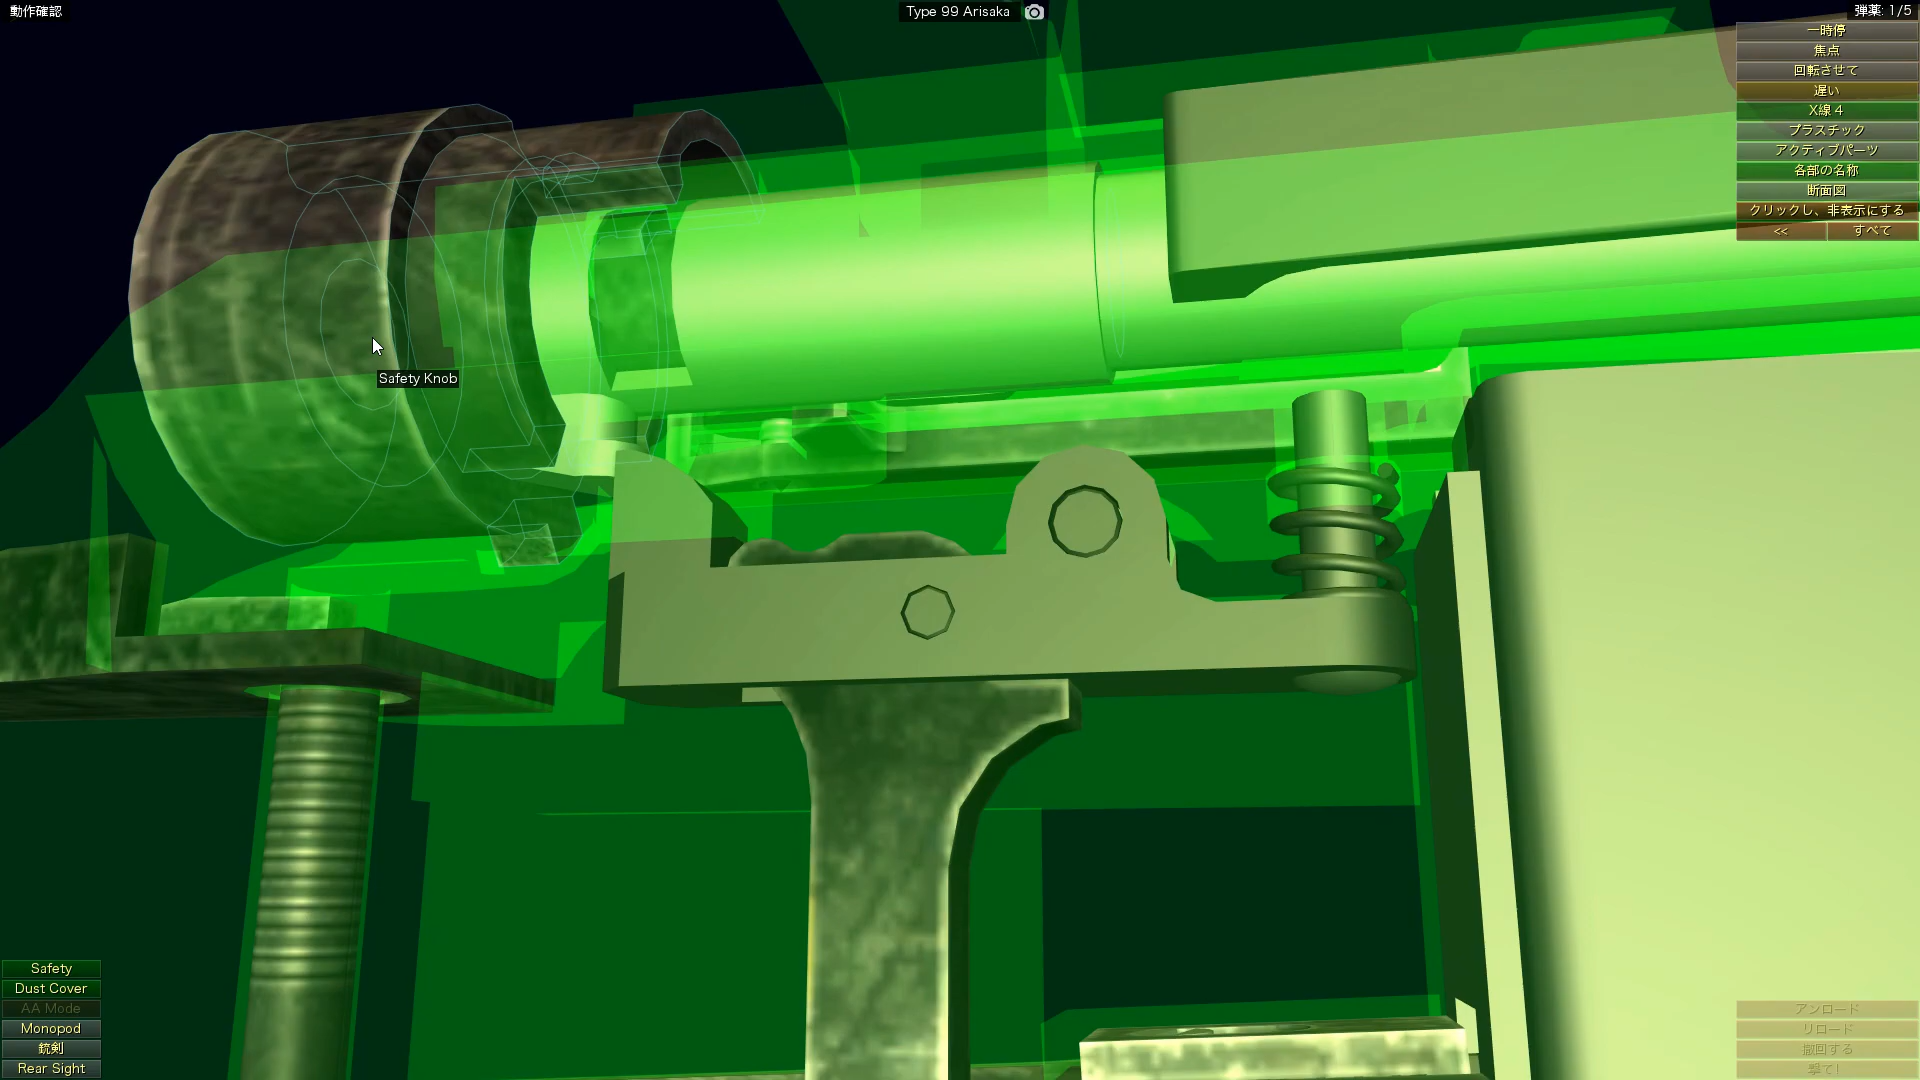 動作確認
Type 99 Arisaka
弾薬: 1/5
一時停
焦点
回転させて
遅い
X線 4
プラスチック
アクティブパーツ
各部の名称
断面図
クリックし、非表示にする
<< すべて
Safety Knob
Safety
Dust Cover
AA Mode
Monopod
銃剣
Rear Sight
アンロード
リロード
撤回する
撃て!